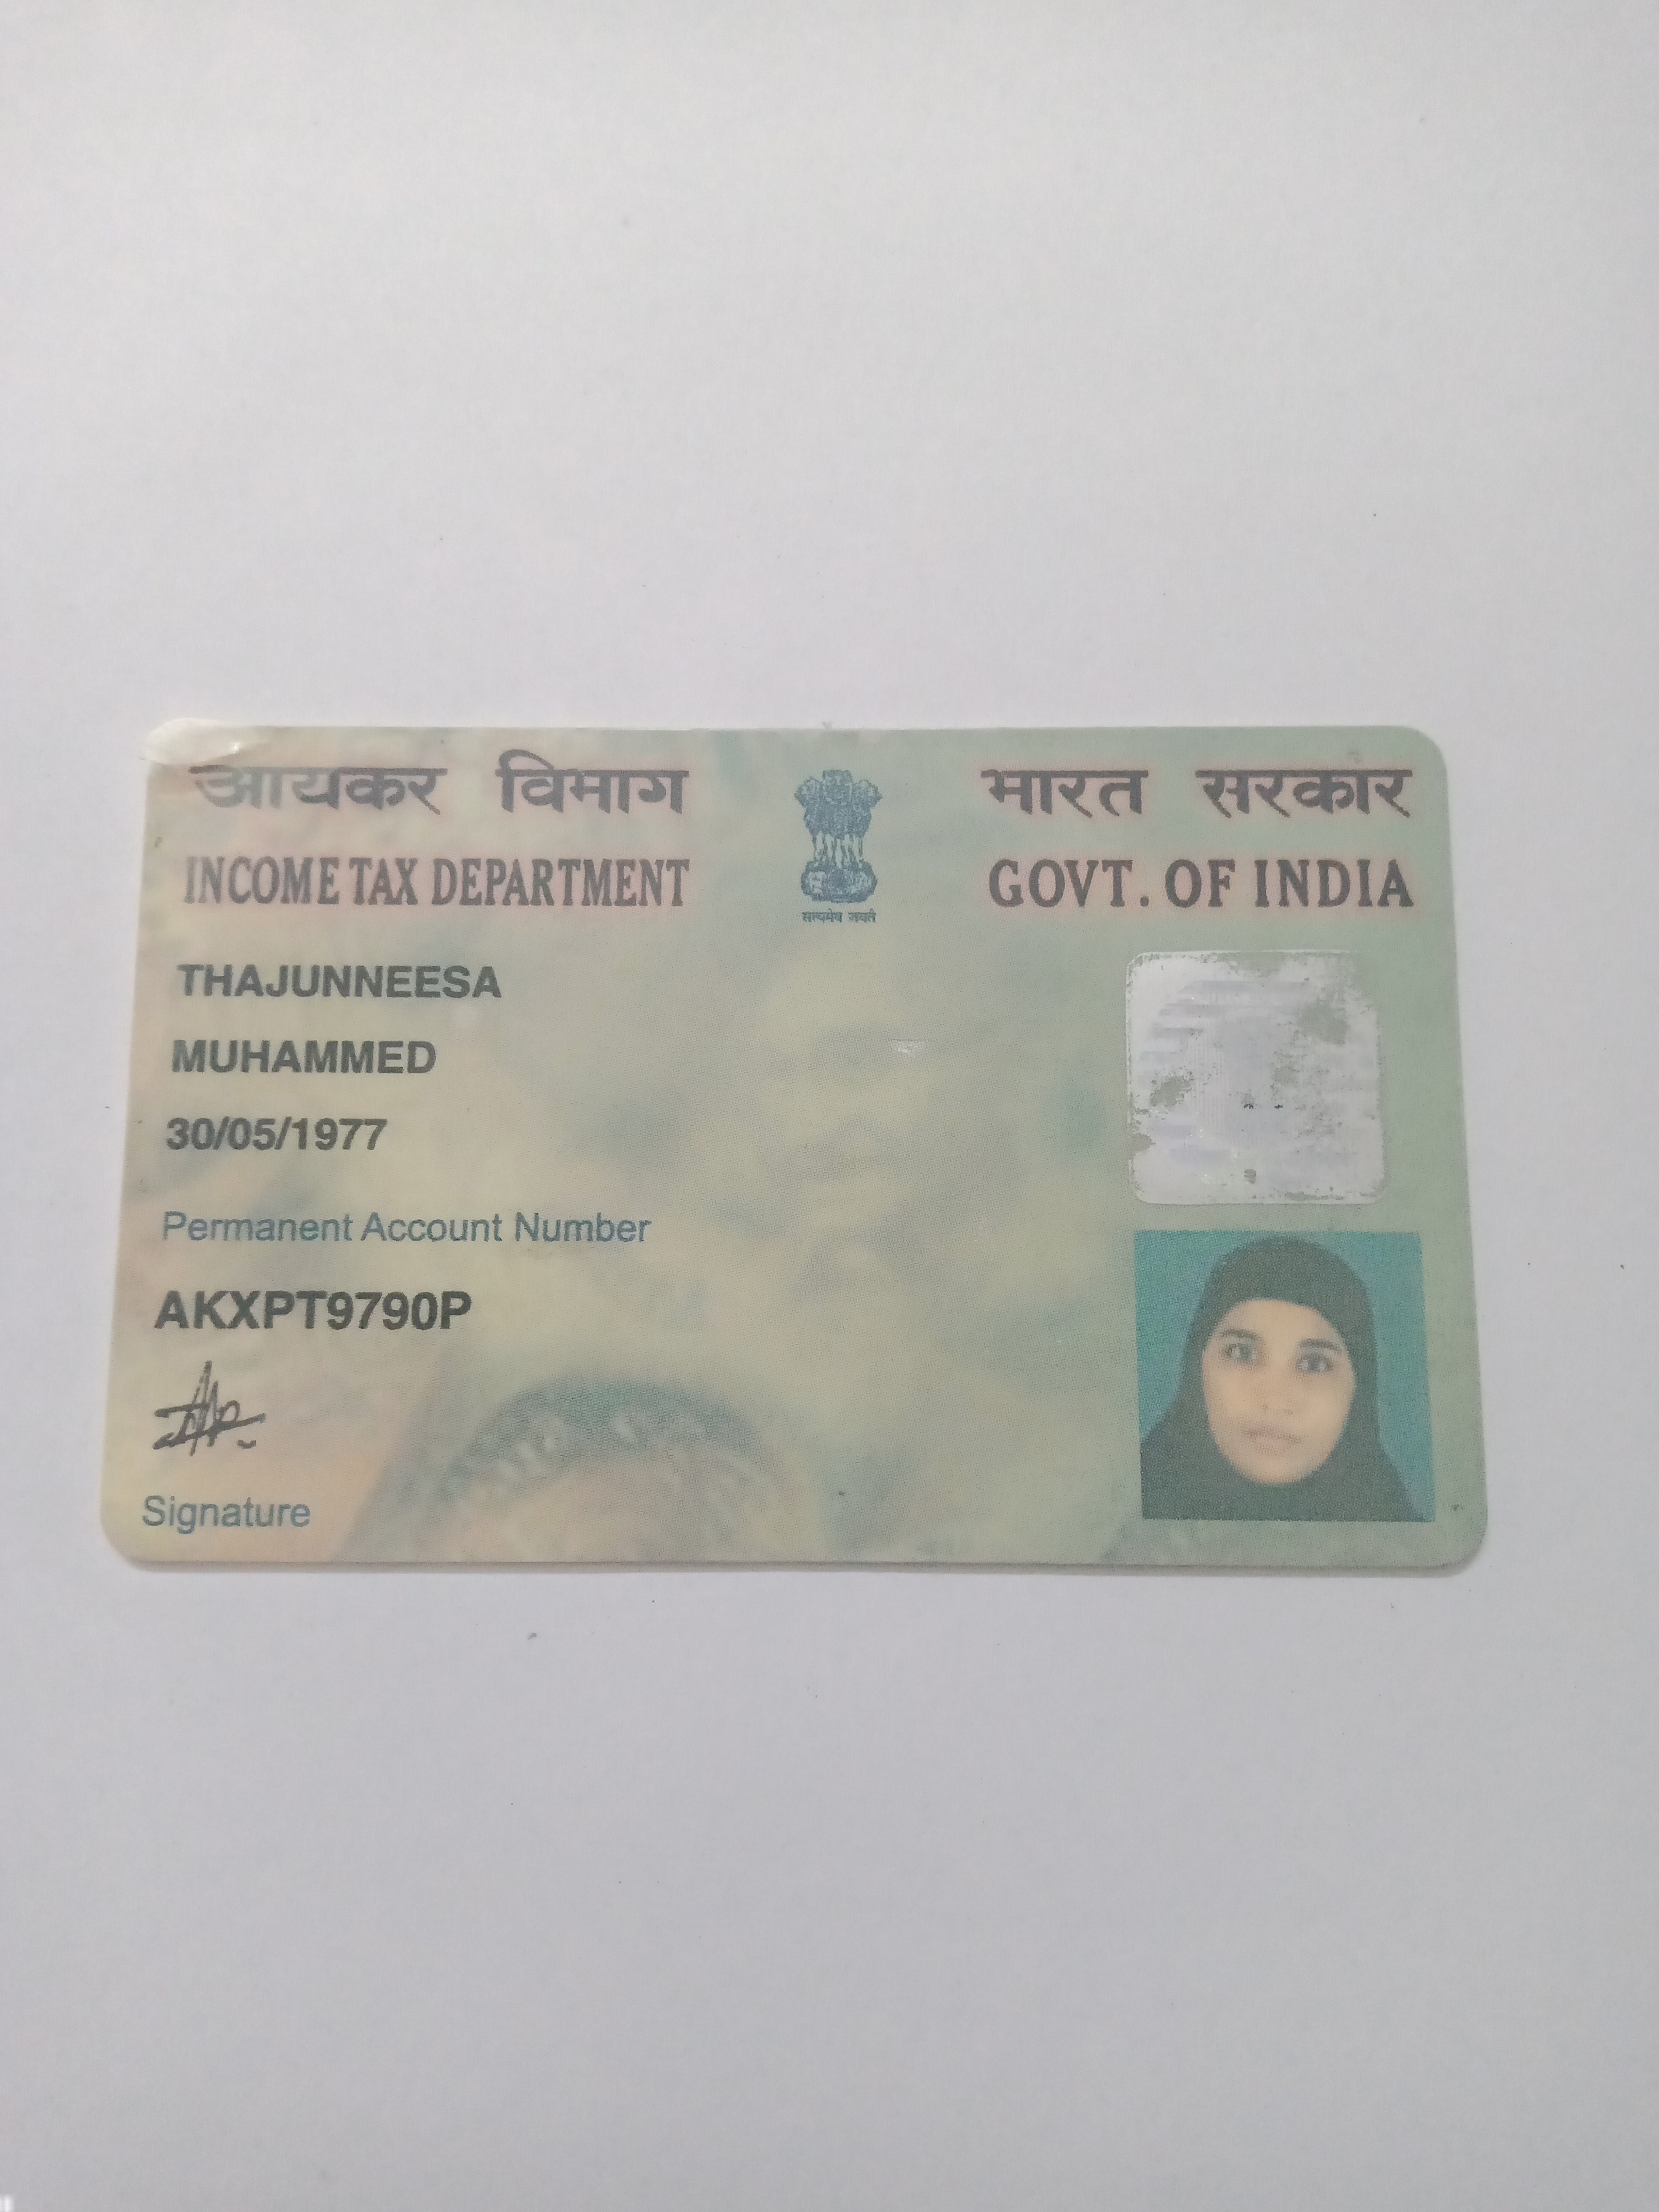 आयकर विभाग
INCOME TAX DEPARTMENT
सत्यमेव जयते
भारत सरकार
GOVT. OF INDIA
THAJUNNEESA
MUHAMMED
30/05/1977
Permanent Account Number
AKXPT9790P
Signature